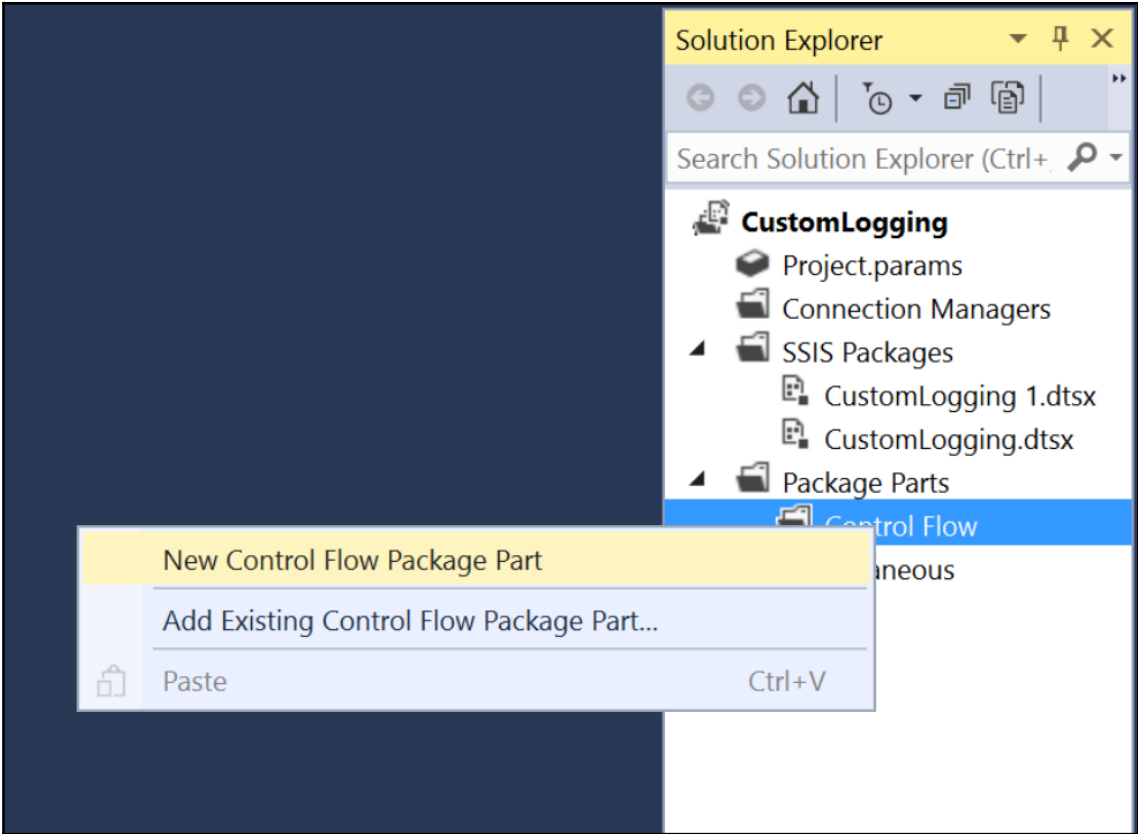 Solution Explorer
Search Solution Explorer (Ctrl+
CustomLogging
Project.params
Connection Managers
SSIS Packages
CustomLogging 1.dtsx
CustomLogging.dtsx
Package Parts
Control Flow
aneous
New Control Flow Package Part
Add Existing Control Flow Package Part...
Paste Ctrl+V